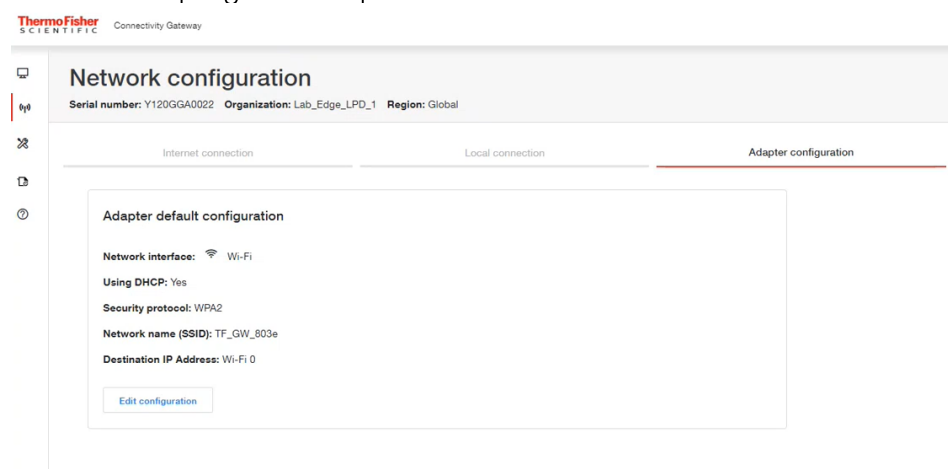 ThermoFisher
SCIENTIFIC
Connectivity Gateway
Network configuration
Serial number: Y120GGA0022 Organization: Lab_Edge_LPD_1 Region: Global
Internet connection
Local connection
Adapter configuration
Adapter default configuration
Network interface: Wi-Fi
Using DHCP: Yes
Security protocol: WPA2
Network name (SSID): TF_GW_803e
Destination IP Address: Wi-Fi 0
Edit configuration